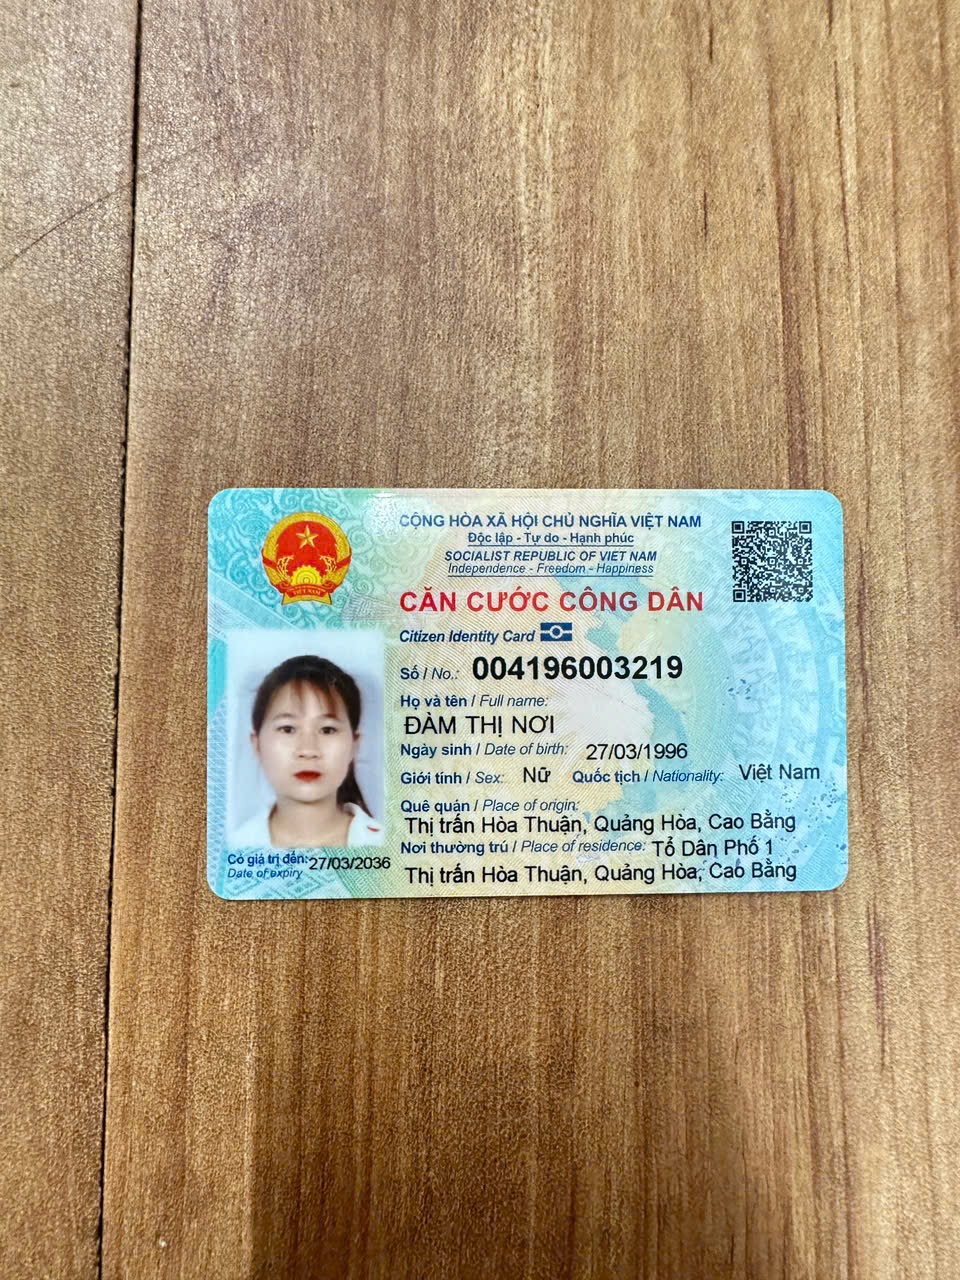 CỘNG HÒA XÃ HỘI CHỦ NGHĨA VIỆT NAM
Độc lập - Tự do - Hạnh phúc
SOCIALIST REPUBLIC OF VIET NAM
Independence - Freedom - Happiness
CĂN CƯỚC CÔNG DÂN
Citizen Identity Card
Số / No.: 004196003219
Họ và tên / Full name:
ĐÀM THỊ NƠI
Ngày sinh / Date of birth: 27/03/1996
Giới tính / Sex: Nữ Quốc tịch / Nationality: Việt Nam
Quê quán / Place of origin:
Thị trấn Hòa Thuận, Quảng Hòa, Cao Bằng
Nơi thường trú / Place of residence: Tổ Dân Phố 1
Thị trấn Hòa Thuận, Quảng Hòa, Cao Bằng
Có giá trị đến: 27/03/2036
Date of expiry
VIỆT NAM